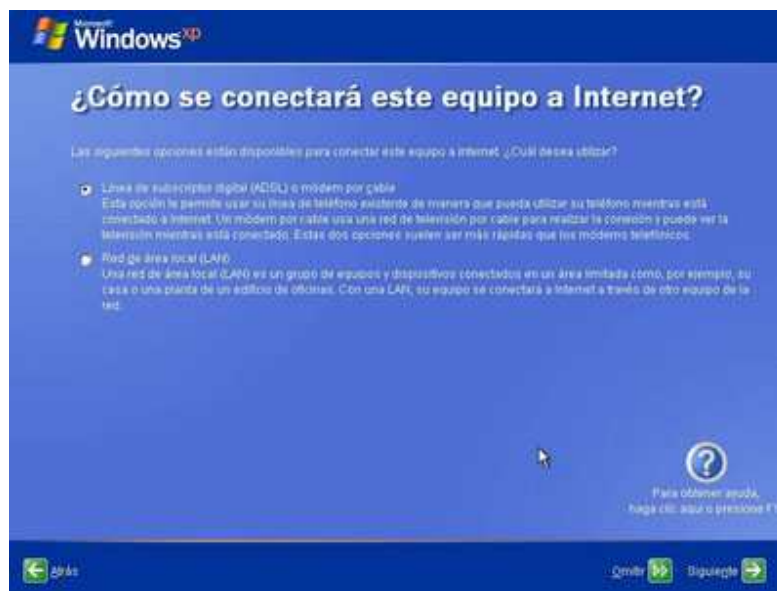 Microsoft
Windows xp
¿Cómo se conectará este equipo a Internet?
Las siguientes opciones están disponibles para conectar este equipo a internet. ¿Cuál desea utilizar?
Línea de subscriptor digital (ADSL) o módem por cable
Esta opción le permite usar su línea de teléfono existente de manera que pueda utilizar su teléfono mientras está
conectado a Internet. Un módem por cable usa una red de televisión por cable para realizar la conexión y puede ver la
televisión mientras está conectado. Estas dos opciones suelen ser más rápidas que los módems telefónicos.
Red de área local (LAN)
Una red de área local (LAN) es un grupo de equipos y dispositivos conectados en un área limitada como, por ejemplo, su
casa o una planta de un edificio de oficinas. Con una LAN, su equipo se conectará a Internet a través de otro equipo de la
red.
Para obtener ayuda,
haga clic aquí o presione F1
Atrás
Omitir
Siguiente